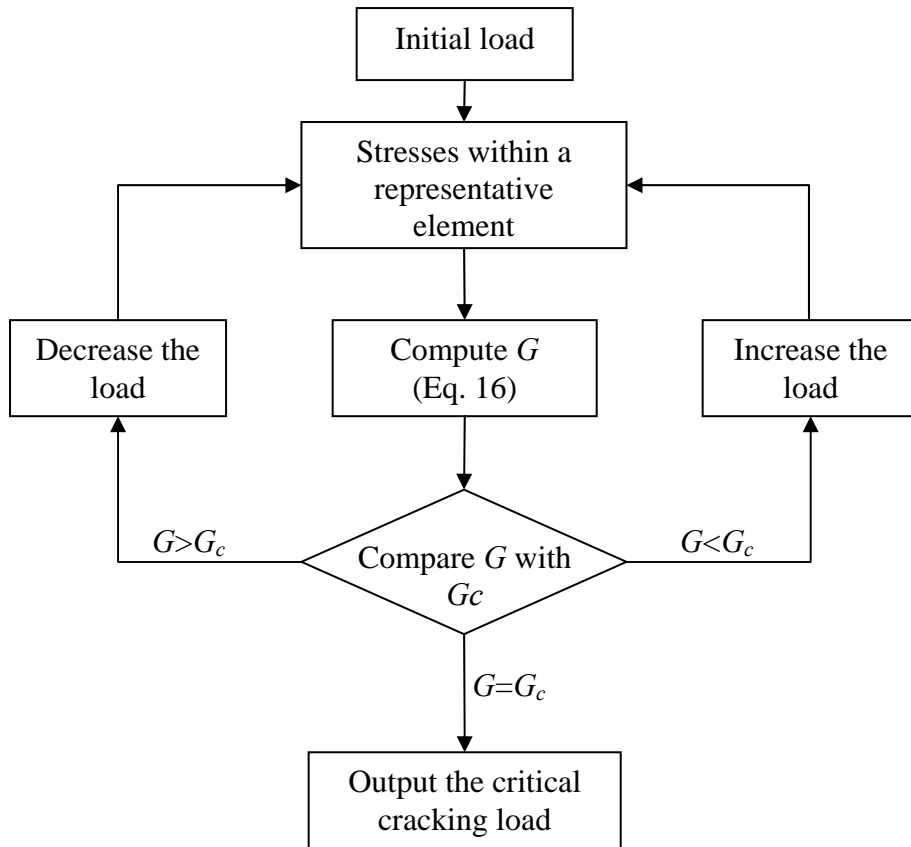 Initial load
Stresses within a
representative
element
Decrease the
load
Compute G
(Eq. 16)
Increase the
load
G>Gc
Compare G with
Gc
G<Gc
G=Gc
Output the critical
cracking load